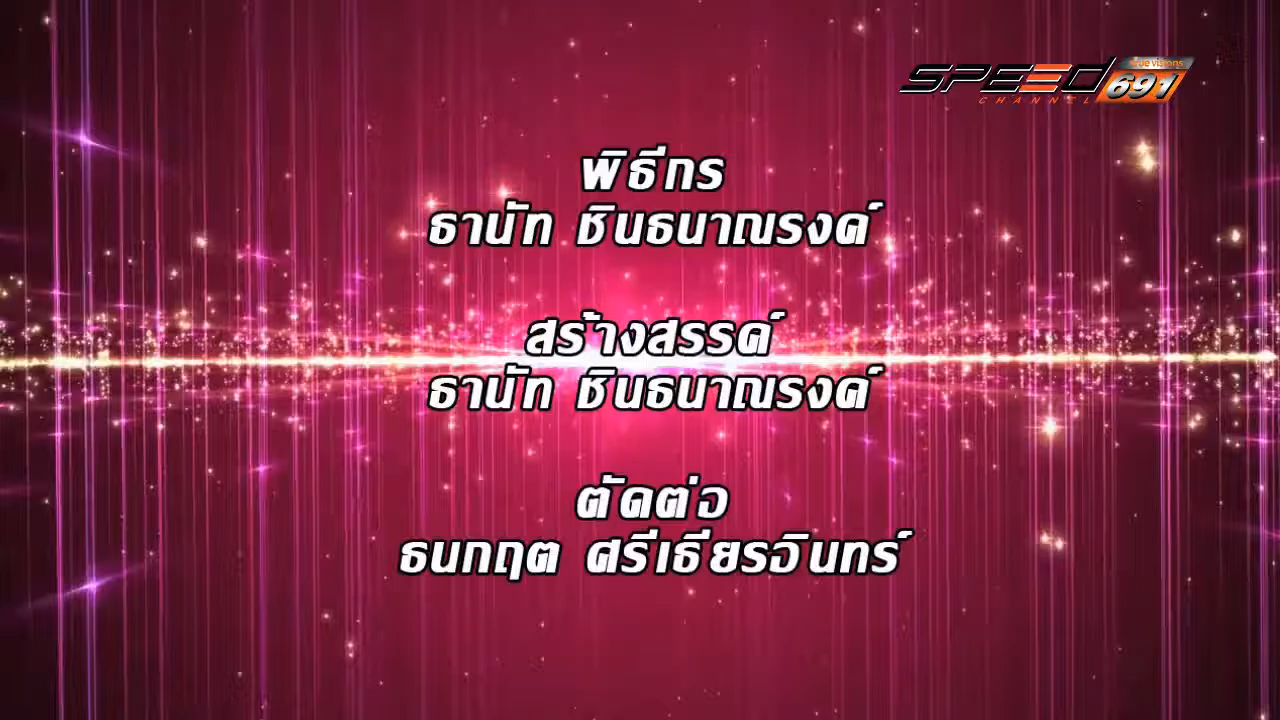 SPEED
true visions
CHANNEL
691
พิธีกร
ธานัท ชินธนาณรงค์
สร้างสรรค์
ธานัท ชินธนาณรงค์
ตัดต่อ
ธนกฤต ศรีเธียรอินทร์